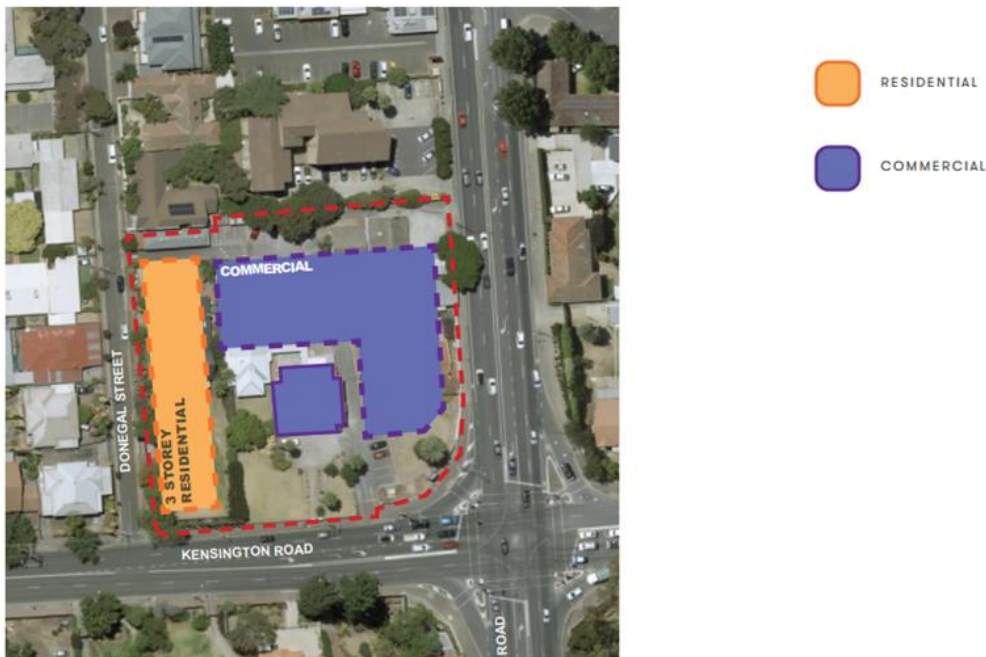 RESIDENTIAL
COMMERCIAL
COMMERCIAL
DONEGAL STREET
3 STOREY
RESIDENTIAL
KENSINGTON ROAD
ROAD